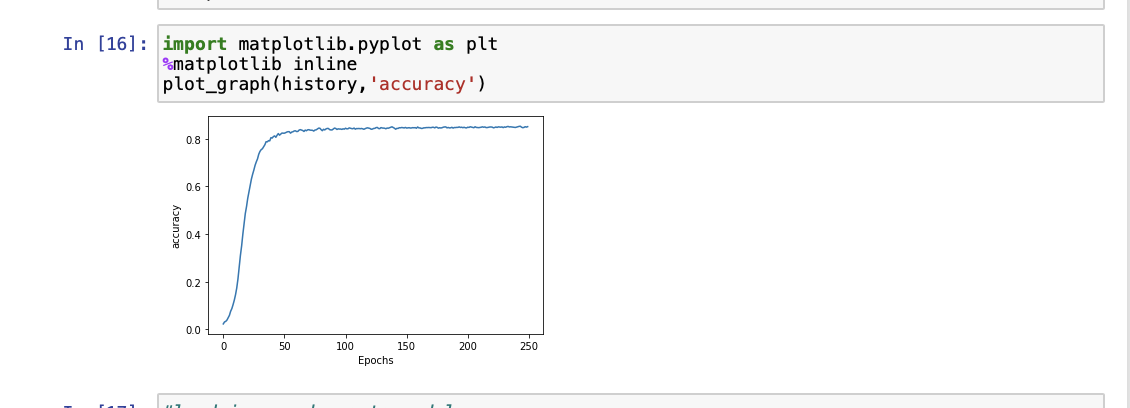 In [16]:
import matplotlib.pyplot as plt
%matplotlib inline
plot_graph(history,'accuracy')
0.8
0.6
0.4
0.2
0.0
accuracy
0 50 100 150 200 250
Epochs